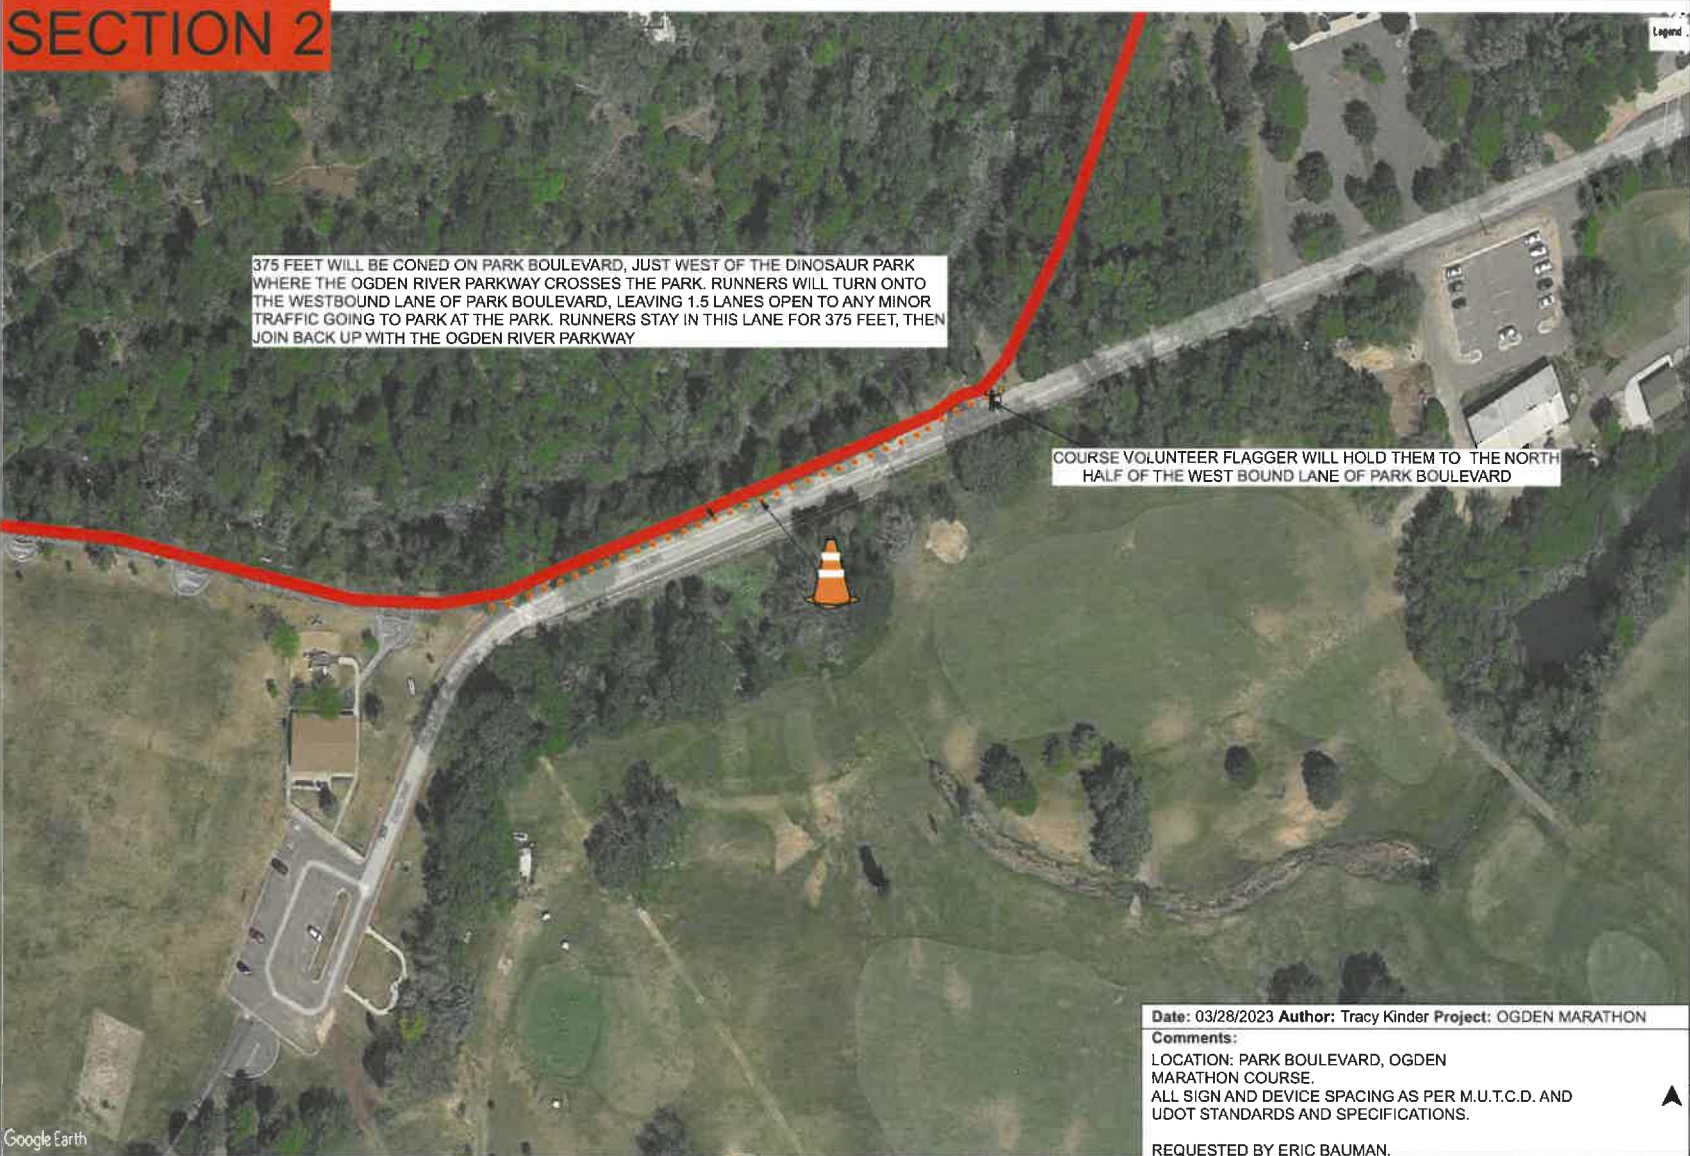 SECTION 2
Legend
375 FEET WILL BE CONED ON PARK BOULEVARD, JUST WEST OF THE DINOSAUR PARK
WHERE THE OGDEN RIVER PARKWAY CROSSES THE PARK. RUNNERS WILL TURN ONTO
THE WESTBOUND LANE OF PARK BOULEVARD, LEAVING 1.5 LANES OPEN TO ANY MINOR
TRAFFIC GOING TO PARK AT THE PARK. RUNNERS STAY IN THIS LANE FOR 375 FEET, THEN
JOIN BACK UP WITH THE OGDEN RIVER PARKWAY
COURSE VOLUNTEER FLAGGER WILL HOLD THEM TO THE NORTH
HALF OF THE WEST BOUND LANE OF PARK BOULEVARD
Date: 03/28/2023 Author: Tracy Kinder Project: OGDEN MARATHON
Comments:
LOCATION: PARK BOULEVARD, OGDEN
MARATHON COURSE.
ALL SIGN AND DEVICE SPACING AS PER M.U.T.C.D. AND
UDOT STANDARDS AND SPECIFICATIONS.
REQUESTED BY ERIC BAUMAN.
Google Earth